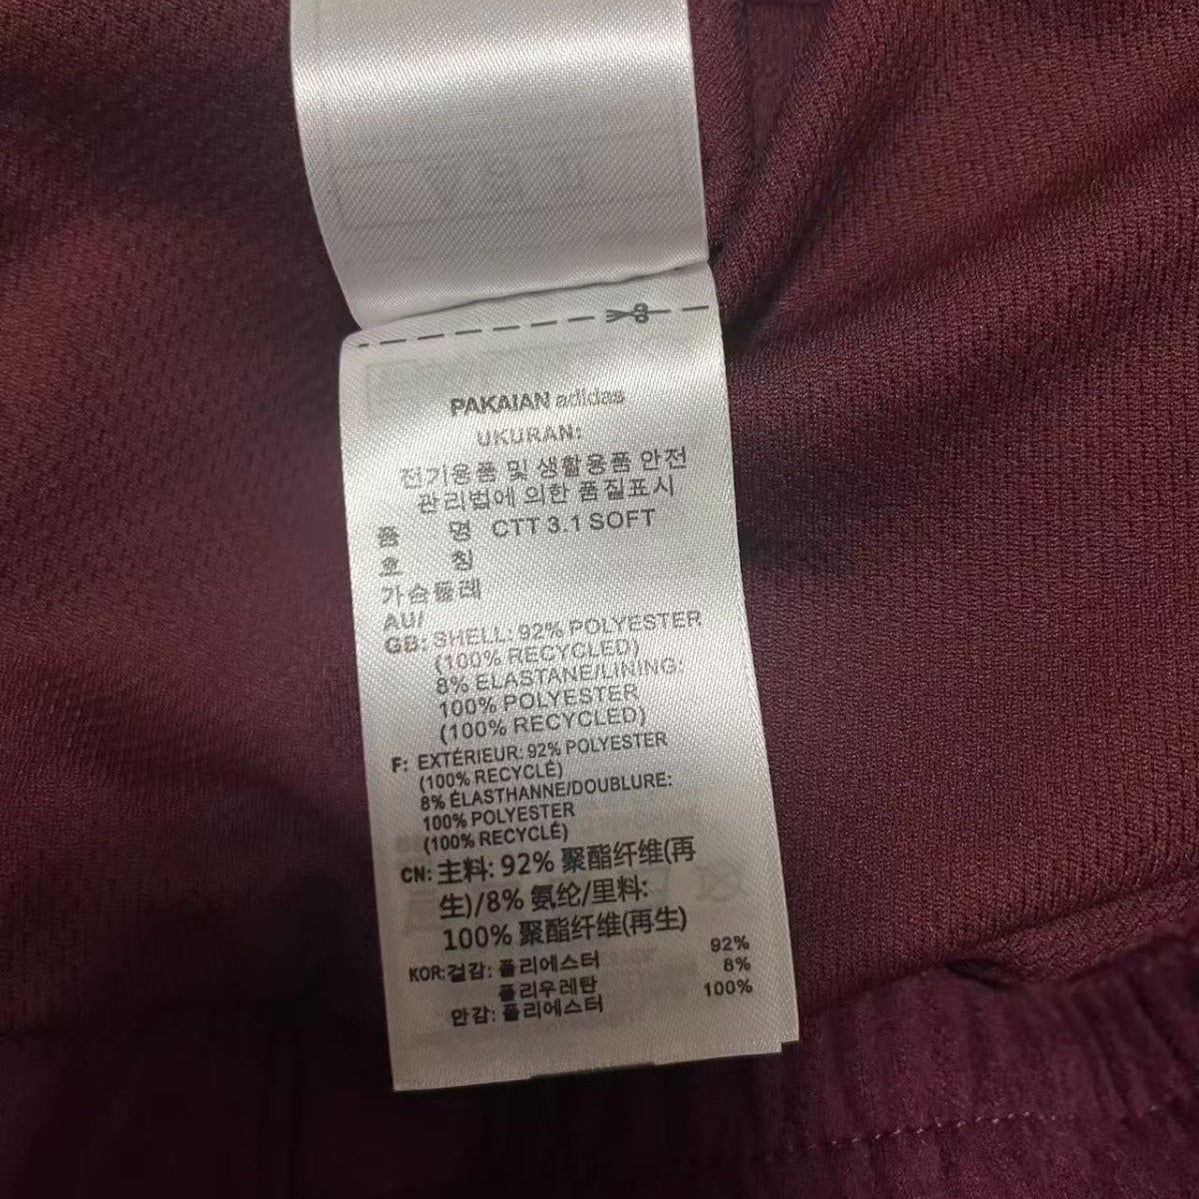 PAKAIAN adidas
UKURAN:
전기용품 및 생활용품 안전
관리법에 의한 품질표시
품 명 CTT 3.1 SOFT
호 칭
가슴둘레
AU/
GB: SHELL: 92% POLYESTER
(100% RECYCLED)
8% ELASTANE/LINING:
100% POLYESTER
(100% RECYCLED)
F: EXTÉRIEUR: 92% POLYESTER
(100% RECYCLÉ)
8% ÉLASTHANNE/DOUBLURE:
100% POLYESTER
(100% RECYCLÉ)
CN: 主料: 92% 聚酯纤维(再
生)/8% 氨纶/里料:
100% 聚酯纤维(再生)
KOR: 겉감: 폴리에스터 92%
폴리우레탄 8%
안감: 폴리에스터 100%